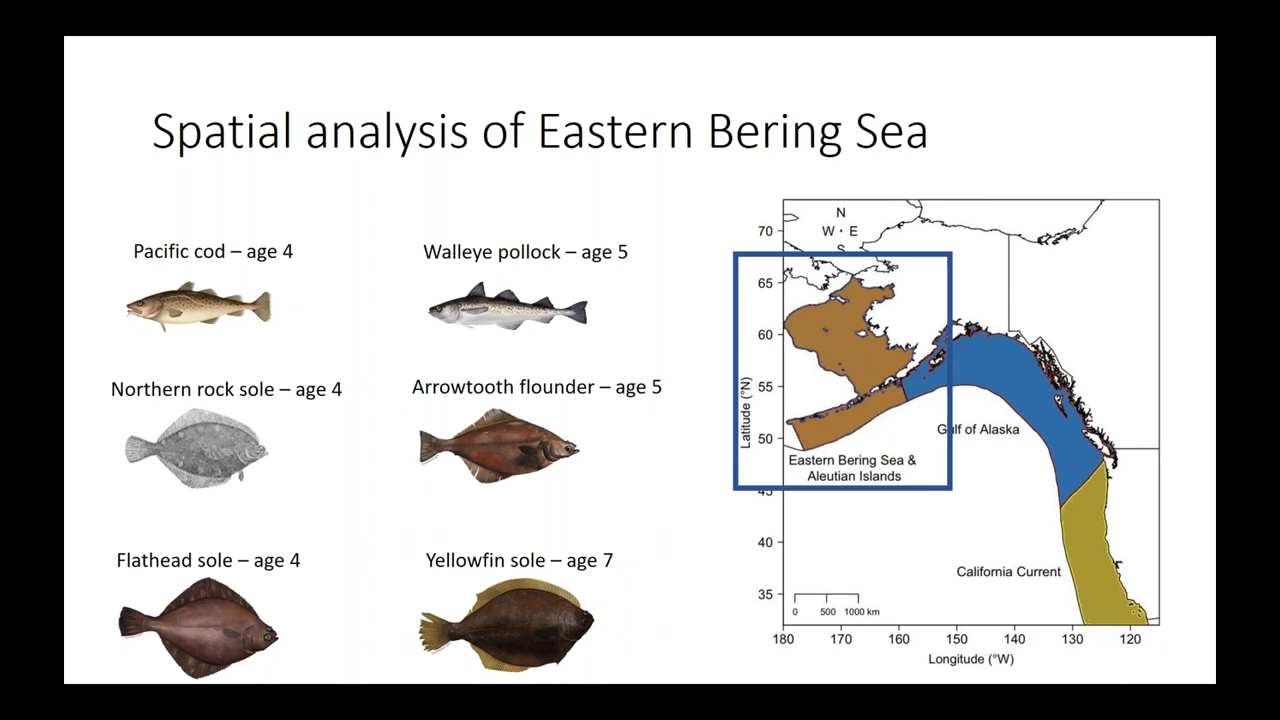 Spatial analysis of Eastern Bering Sea
Pacific cod – age 4
Walleye pollock – age 5
Northern rock sole – age 4
Arrowtooth flounder – age 5
Flathead sole – age 4
Yellowfin sole – age 7
N
W · E
S
70
65
60
55
50
45
40
35
Latitude (°N)
Gulf of Alaska
Eastern Bering Sea &
Aleutian Islands
California Current
0 500 1000 km
180 170 160 150 140 130 120
Longitude (°W)